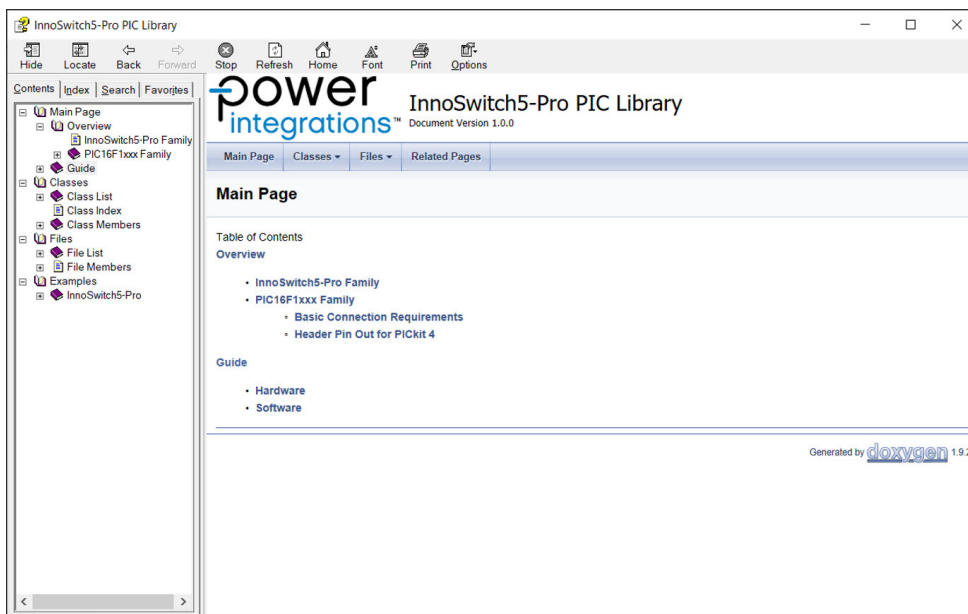 InnoSwitch5-Pro PIC Library
Hide Locate Back Forward Stop Refresh Home Font Print Options
Contents Index Search Favorites
Main Page
Overview
InnoSwitch5-Pro Family
PIC16F1xxx Family
Guide
Classes
Class List
Class Index
Class Members
Files
File List
File Members
Examples
InnoSwitch5-Pro
power
integrations™
InnoSwitch5-Pro PIC Library
Document Version 1.0.0
Main Page Classes Files Related Pages
Main Page
Table of Contents
Overview
• InnoSwitch5-Pro Family
• PIC16F1xxx Family
◦ Basic Connection Requirements
◦ Header Pin Out for PICkit 4
Guide
• Hardware
• Software
Generated by doxygen 1.9.2